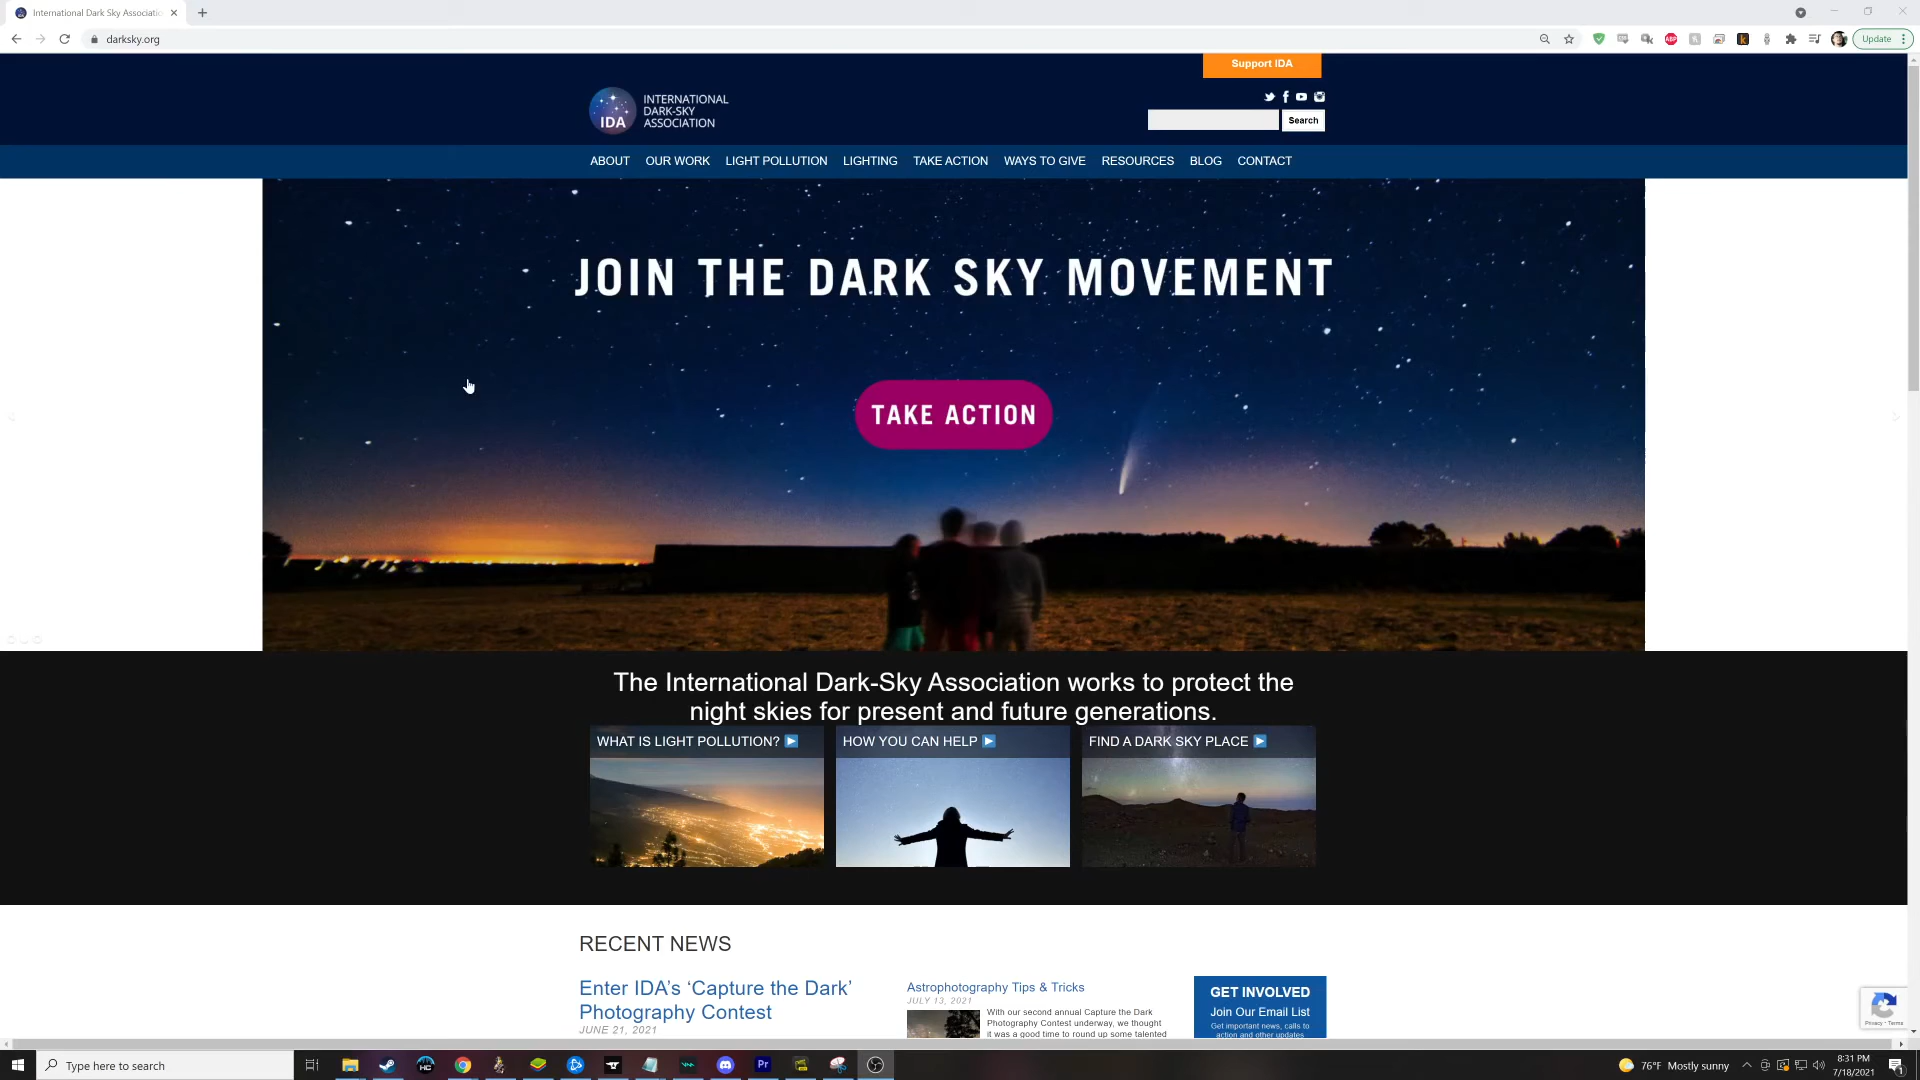 International Dark Sky Associatio
darksky.org
Update
Support IDA
IDA
INTERNATIONAL
DARK-SKY
ASSOCIATION
Search
ABOUT OUR WORK LIGHT POLLUTION LIGHTING TAKE ACTION WAYS TO GIVE RESOURCES BLOG CONTACT
JOIN THE DARK SKY MOVEMENT
TAKE ACTION
The International Dark-Sky Association works to protect the
night skies for present and future generations.
WHAT IS LIGHT POLLUTION?
HOW YOU CAN HELP
FIND A DARK SKY PLACE
RECENT NEWS
Enter IDA’s ‘Capture the Dark’
Photography Contest
JUNE 21, 2021
Astrophotography Tips & Tricks
JULY 13, 2021
With our second annual Capture the Dark
Photography Contest underway, we thought
it was a good time to round up some talented
GET INVOLVED
Join Our Email List
Get important news, calls to
action and other updates
Privacy - Terms
Type here to search
76°F Mostly sunny
8:31 PM
7/18/2021